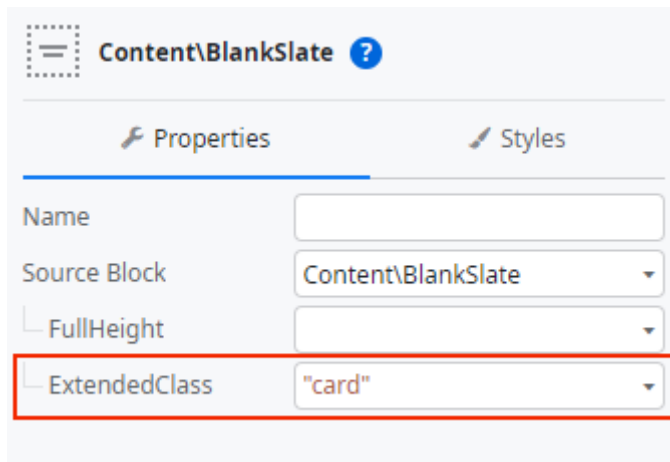 Content\BlankSlate ?
Properties Styles
Name
Source Block Content\BlankSlate
FullHeight
ExtendedClass "card"